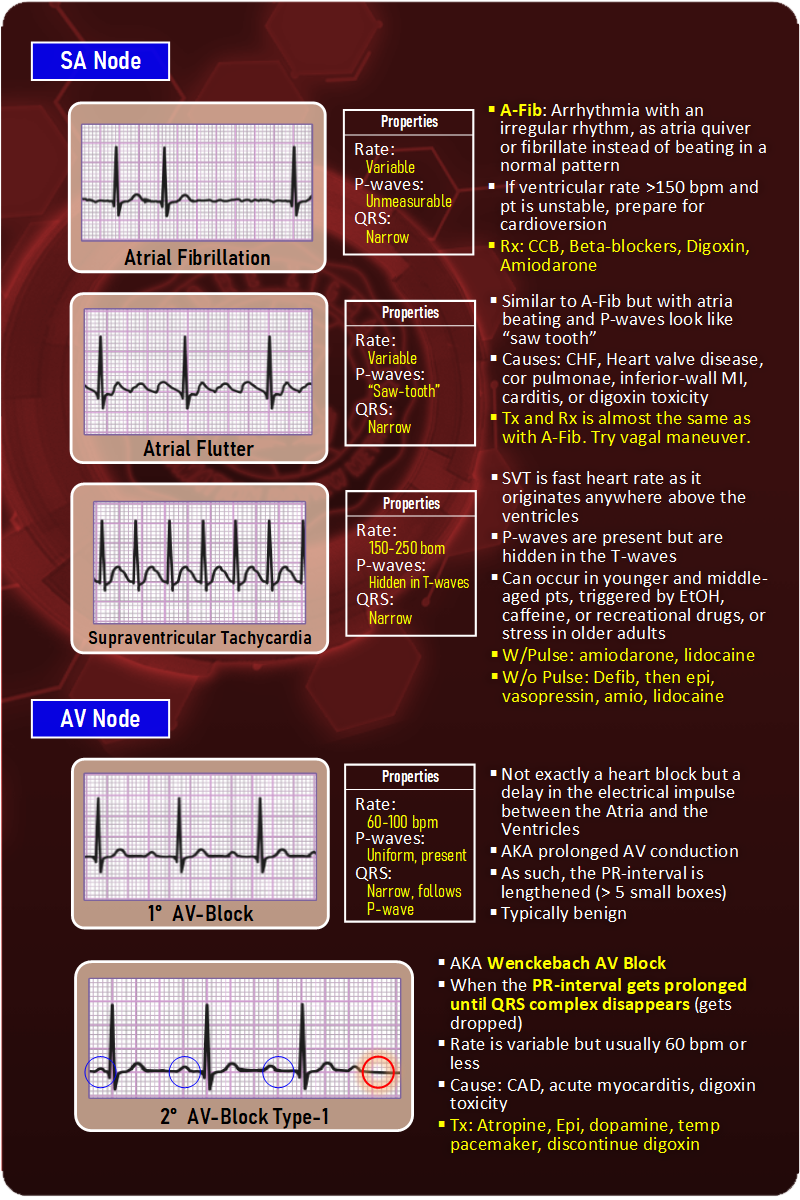 SA Node
Atrial Fibrillation
Properties
Rate:
Variable
P-waves:
Unmeasurable
QRS:
Narrow
▪ A-Fib: Arrhythmia with an
irregular rhythm, as atria quiver
or fibrillate instead of beating in a
normal pattern
▪ If ventricular rate >150 bpm and
pt is unstable, prepare for
cardioversion
▪ Rx: CCB, Beta-blockers, Digoxin,
Amiodarone
Atrial Flutter
Properties
Rate:
Variable
P-waves:
“Saw-tooth”
QRS:
Narrow
▪ Similar to A-Fib but with atria
beating and P-waves look like
“saw tooth”
▪ Causes: CHF, Heart valve disease,
cor pulmonae, inferior-wall MI,
carditis, or digoxin toxicity
▪ Tx and Rx is almost the same as
with A-Fib. Try vagal maneuver.
Supraventricular Tachycardia
Properties
Rate:
150-250 bom
P-waves:
Hidden in T-waves
QRS:
Narrow
▪ SVT is fast heart rate as it
originates anywhere above the
ventricles
▪ P-waves are present but are
hidden in the T-waves
▪ Can occur in younger and middle-
aged pts, triggered by EtOH,
caffeine, or recreational drugs, or
stress in older adults
▪ W/Pulse: amiodarone, lidocaine
▪ W/o Pulse: Defib, then epi,
vasopressin, amio, lidocaine
AV Node
1° AV-Block
Properties
Rate:
60-100 bpm
P-waves:
Uniform, present
QRS:
Narrow, follows
P-wave
▪ Not exactly a heart block but a
delay in the electrical impulse
between the Atria and the
Ventricles
▪ AKA prolonged AV conduction
▪ As such, the PR-interval is
lengthened (> 5 small boxes)
▪ Typically benign
2° AV-Block Type-1
▪ AKA Wenckebach AV Block
▪ When the PR-interval gets prolonged
until QRS complex disappears (gets
dropped)
▪ Rate is variable but usually 60 bpm or
less
▪ Cause: CAD, acute myocarditis, digoxin
toxicity
▪ Tx: Atropine, Epi, dopamine, temp
pacemaker, discontinue digoxin